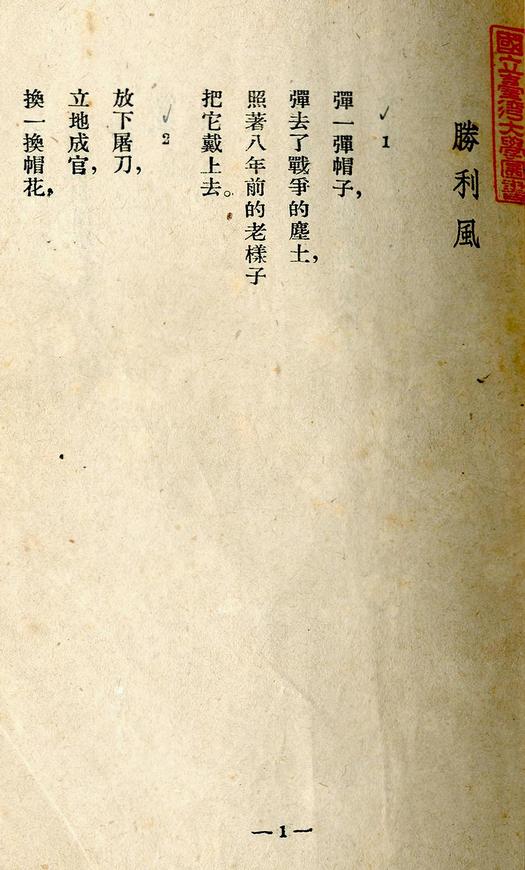 國立臺灣大學圖書
勝利風
1
彈一彈帽子，
彈去了戰爭的塵土，
照著八年前的老樣子
把它戴上去。
2
放下屠刀，
立地成官，
換一換帽花，
—1—